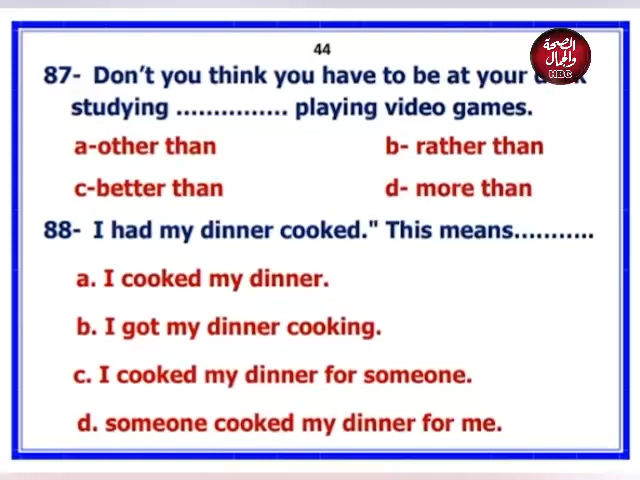 44
الصحة
والجمال
HBC
87- Don't you think you have to be at your
studying ............... playing video games.
a-other than
b- rather than
c-better than
d- more than
88- I had my dinner cooked." This means...........
a. I cooked my dinner.
b. I got my dinner cooking.
c. I cooked my dinner for someone.
d. someone cooked my dinner for me.